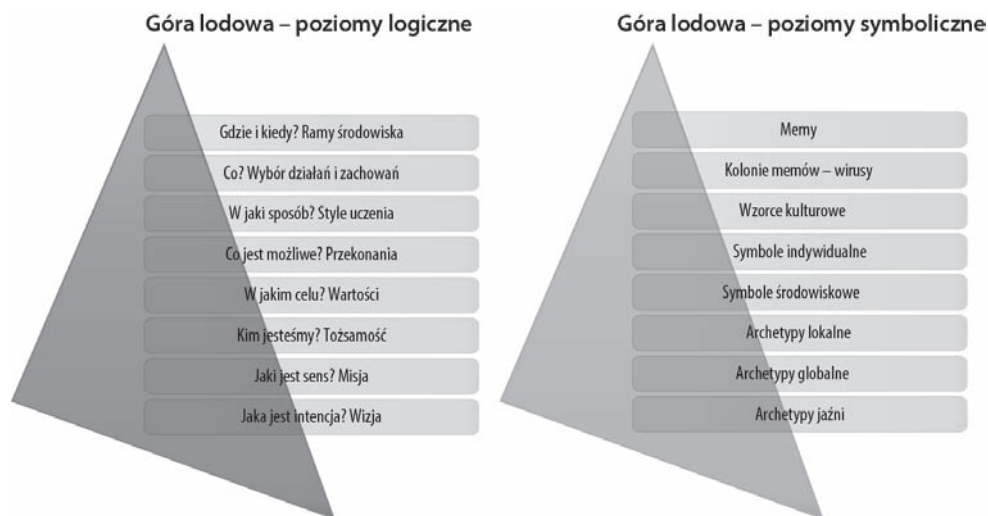 Góra lodowa – poziomy logiczne
Gdzie i kiedy? Ramy środowiska
Co? Wybór działań i zachowań
W jaki sposób? Style uczenia
Co jest możliwe? Przekonania
W jakim celu? Wartości
Kim jesteśmy? Tożsamość
Jaki jest sens? Misja
Jaka jest intencja? Wizja
Góra lodowa – poziomy symboliczne
Memy
Kolonie memów – wirusy
Wzorce kulturowe
Symbole indywidualne
Symbole środowiskowe
Archetypy lokalne
Archetypy globalne
Archetypy jaźni